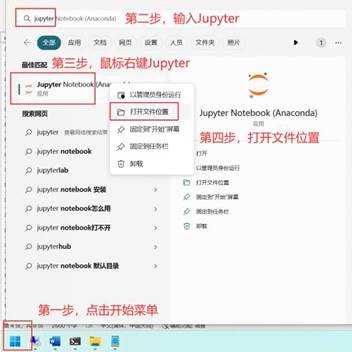 第二步，输入Jupyter
jupyter Notebook (Anaconda)
全部 应用 文档 网页 设置 人员 文件夹 照片
1
最佳匹配
第三步，鼠标右键Jupyter
Jupyter Notebook (Anaconda)
应用
以管理员身份运行
打开文件位置
固定到"开始"屏幕
固定到任务栏
卸载
搜索网页
jupyter - 查看网络搜索结果
jupyter notebook
jupyterlab
jupyter notebook 安装
jupyter notebook怎么用
jupyter notebook打不开
jupyterhub
jupyter notebook 默认目录
Jupyter Notebook (Anaconda)
应用
第四步，打开文件位置
打开
以管理员身份运行
打开文件位置
固定到"开始"屏幕
固定到任务栏
卸载
第一步，点击开始菜单